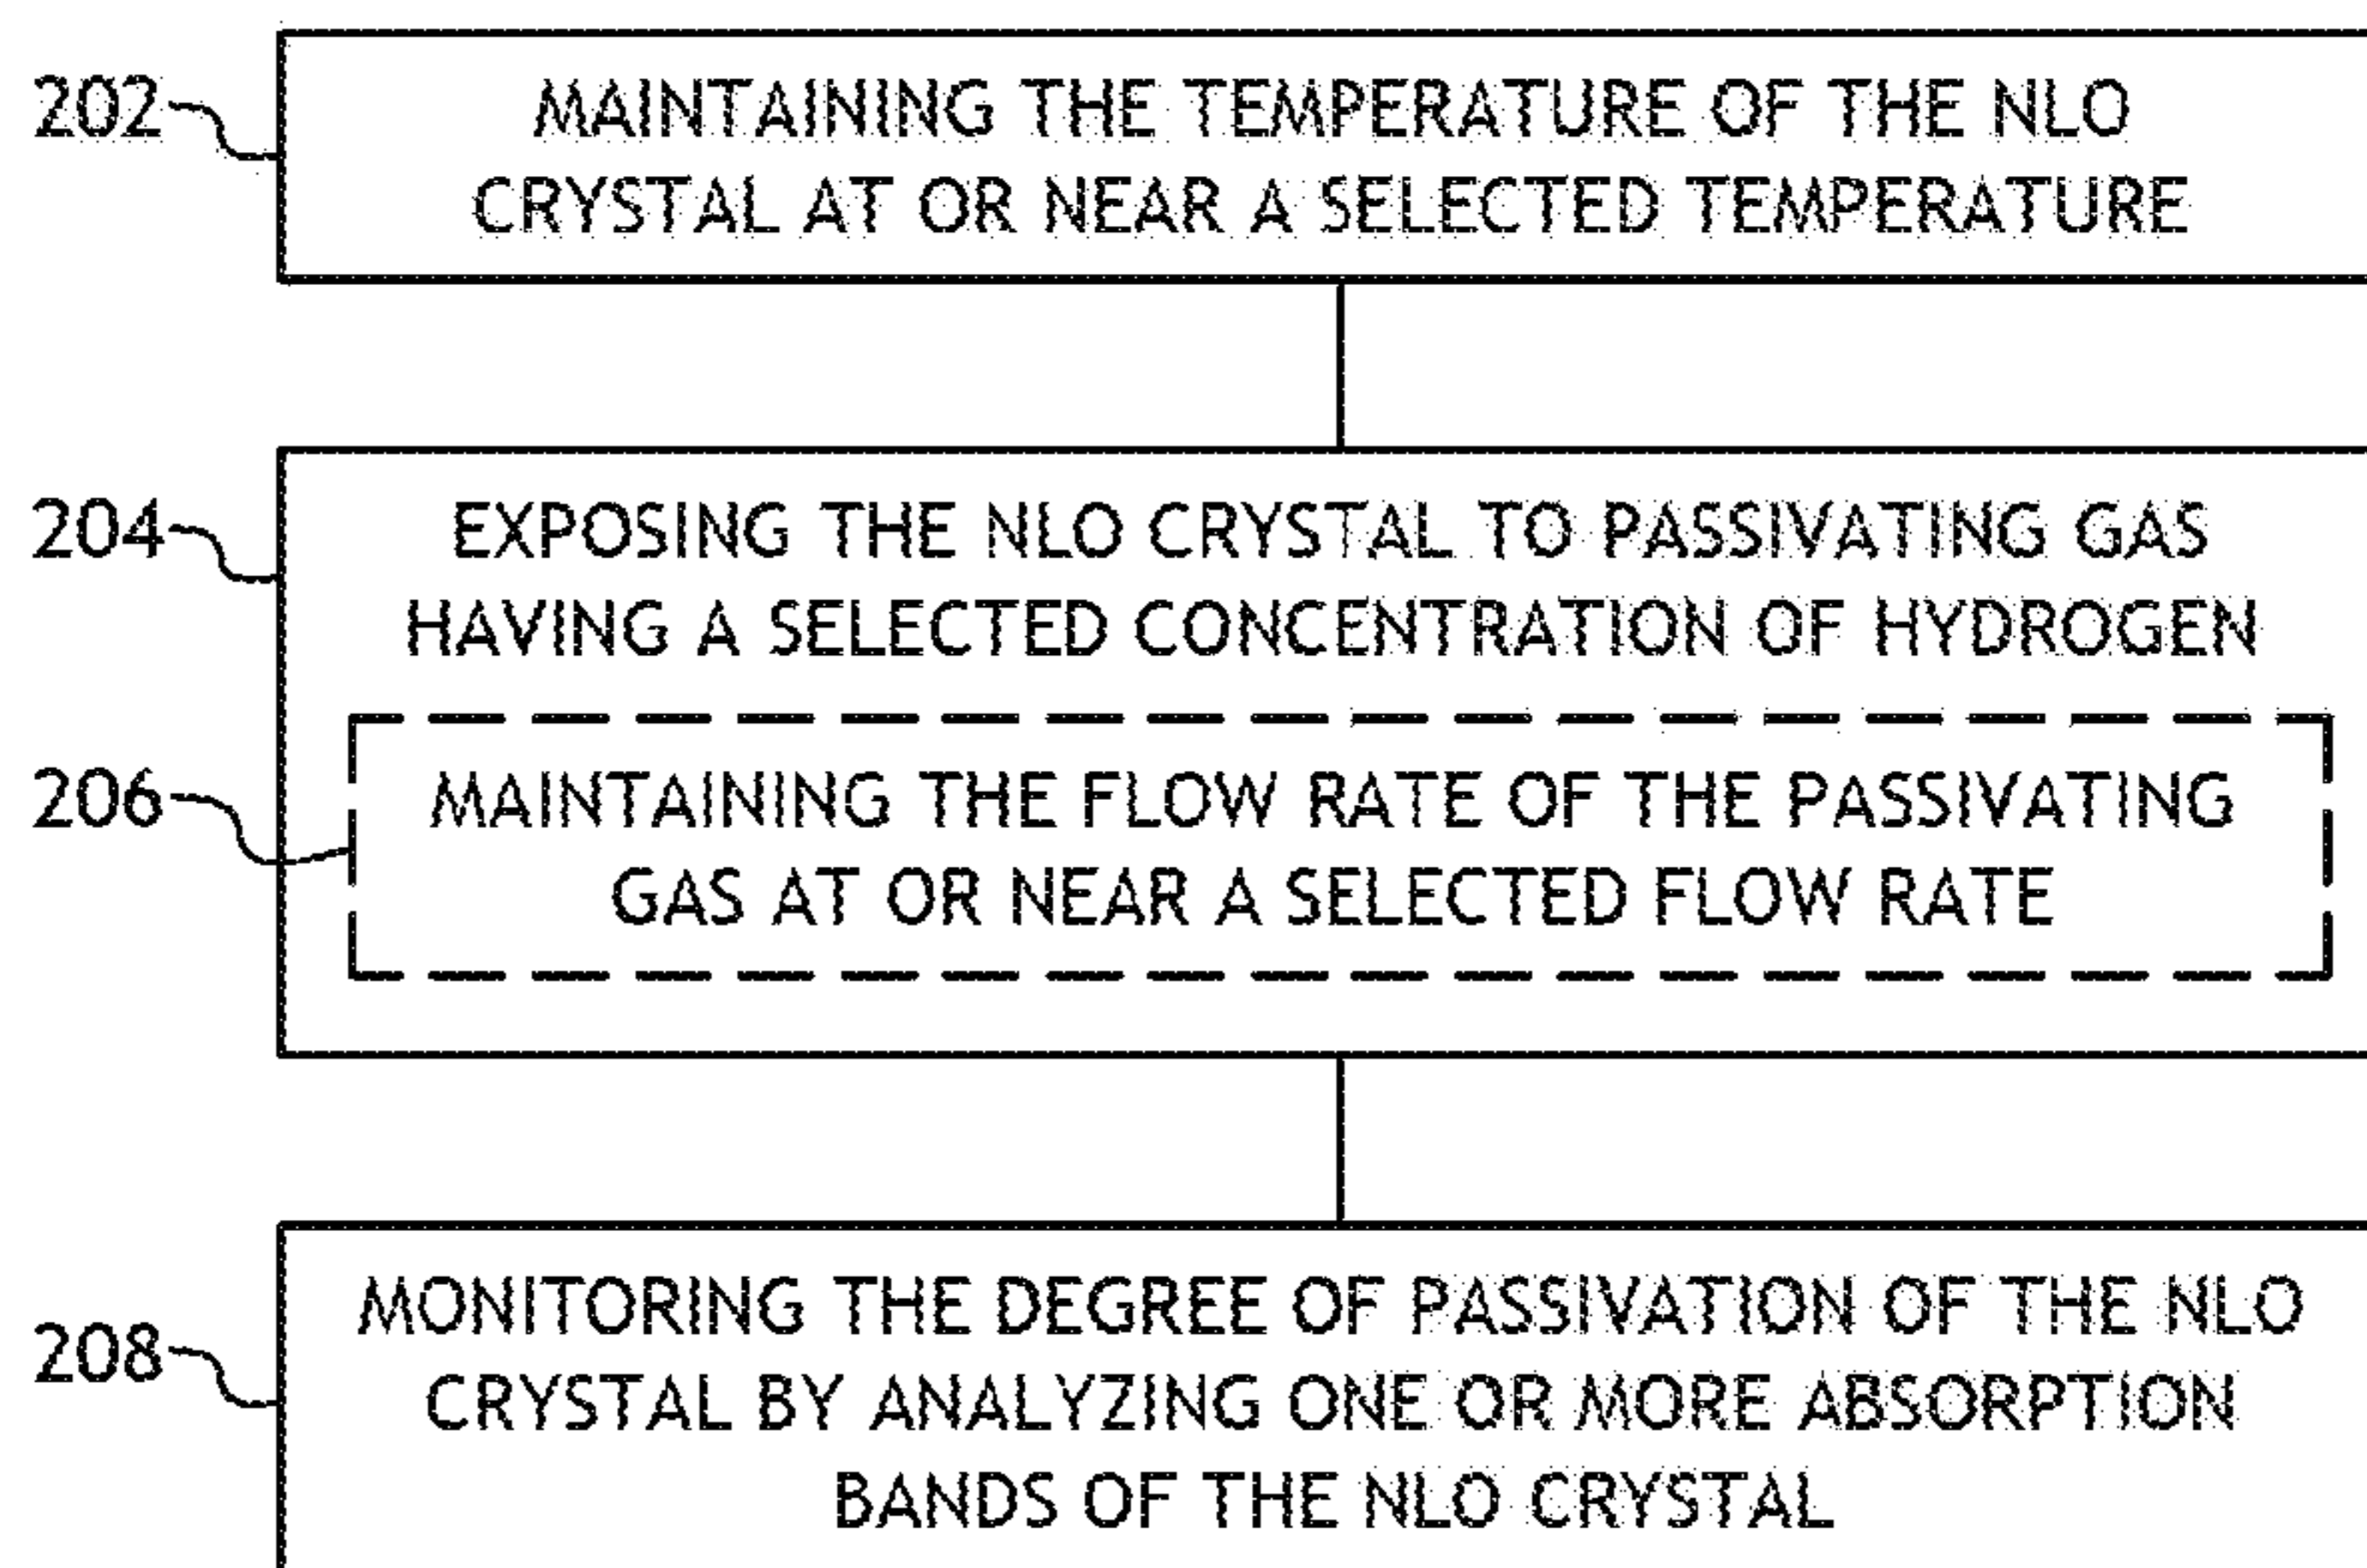 202
MAINTAINING THE TEMPERATURE OF THE NLO
CRYSTAL AT OR NEAR A SELECTED TEMPERATURE
204
EXPOSING THE NLO CRYSTAL TO PASSIVATING GAS
HAVING A SELECTED CONCENTRATION OF HYDROGEN
206
MAINTAINING THE FLOW RATE OF THE PASSIVATING
GAS AT OR NEAR A SELECTED FLOW RATE
208
MONITORING THE DEGREE OF PASSIVATION OF THE NLO
CRYSTAL BY ANALYZING ONE OR MORE ABSORPTION
BANDS OF THE NLO CRYSTAL